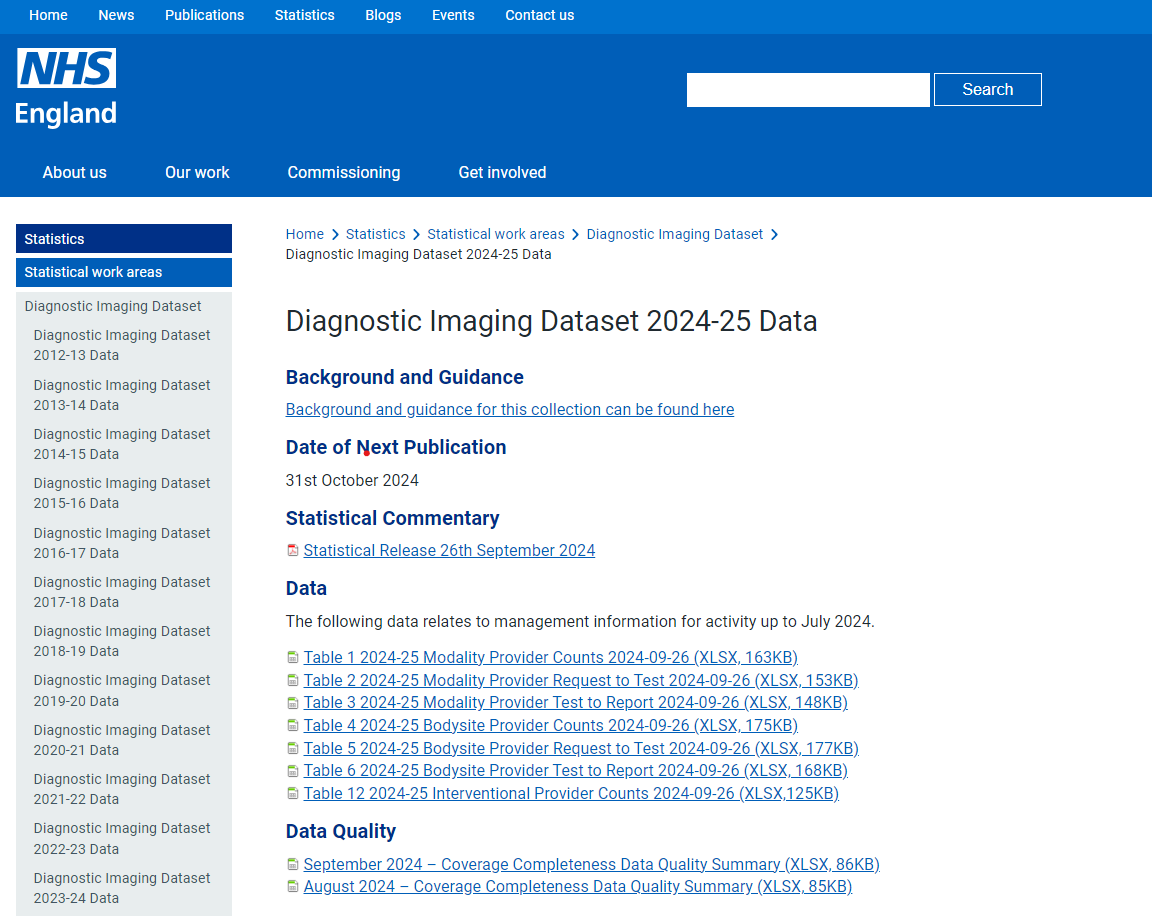 Home News Publications Statistics Blogs Events Contact us
NHS
England
Search
About us Our work Commissioning Get involved
Statistics
Statistical work areas
Diagnostic Imaging Dataset
Diagnostic Imaging Dataset
2012-13 Data
Diagnostic Imaging Dataset
2013-14 Data
Diagnostic Imaging Dataset
2014-15 Data
Diagnostic Imaging Dataset
2015-16 Data
Diagnostic Imaging Dataset
2016-17 Data
Diagnostic Imaging Dataset
2017-18 Data
Diagnostic Imaging Dataset
2018-19 Data
Diagnostic Imaging Dataset
2019-20 Data
Diagnostic Imaging Dataset
2020-21 Data
Diagnostic Imaging Dataset
2021-22 Data
Diagnostic Imaging Dataset
2022-23 Data
Diagnostic Imaging Dataset
2023-24 Data
Home > Statistics > Statistical work areas > Diagnostic Imaging Dataset >
Diagnostic Imaging Dataset 2024-25 Data
Diagnostic Imaging Dataset 2024-25 Data
Background and Guidance
Background and guidance for this collection can be found here
Date of Next Publication
31st October 2024
Statistical Commentary
Statistical Release 26th September 2024
Data
The following data relates to management information for activity up to July 2024.
Table 1 2024-25 Modality Provider Counts 2024-09-26 (XLSX, 163KB)
Table 2 2024-25 Modality Provider Request to Test 2024-09-26 (XLSX, 153KB)
Table 3 2024-25 Modality Provider Test to Report 2024-09-26 (XLSX, 148KB)
Table 4 2024-25 Bodysite Provider Counts 2024-09-26 (XLSX, 175KB)
Table 5 2024-25 Bodysite Provider Request to Test 2024-09-26 (XLSX, 177KB)
Table 6 2024-25 Bodysite Provider Test to Report 2024-09-26 (XLSX, 168KB)
Table 12 2024-25 Interventional Provider Counts 2024-09-26 (XLSX,125KB)
Data Quality
September 2024 – Coverage Completeness Data Quality Summary (XLSX, 86KB)
August 2024 – Coverage Completeness Data Quality Summary (XLSX, 85KB)